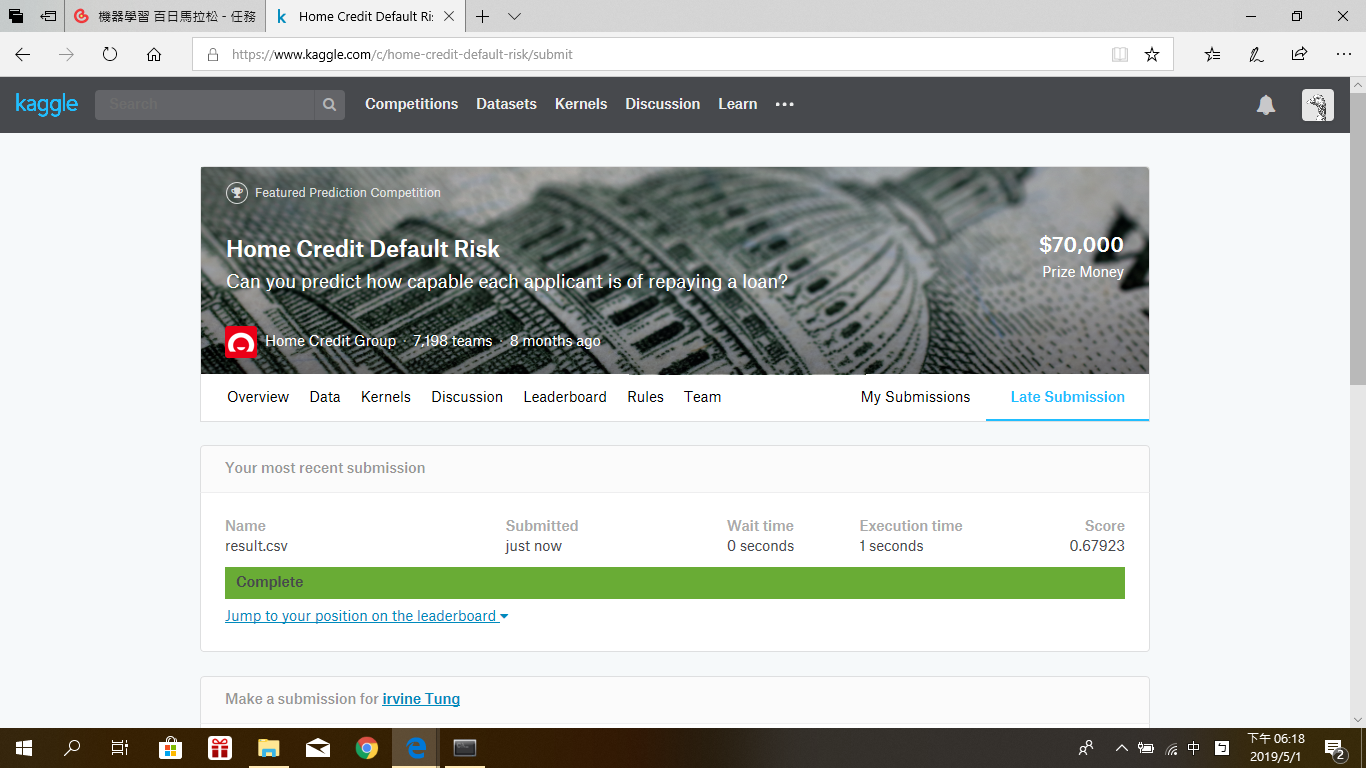 機器學習 百日馬拉松 - 任務
Home Credit Default Ri
https://www.kaggle.com/c/home-credit-default-risk/submit
kaggle
Search
Competitions Datasets Kernels Discussion Learn
Featured Prediction Competition
Home Credit Default Risk
Can you predict how capable each applicant is of repaying a loan?
$70,000
Prize Money
Home Credit Group · 7,198 teams · 8 months ago
Overview Data Kernels Discussion Leaderboard Rules Team My Submissions Late Submission
Your most recent submission
Name Submitted Wait time Execution time Score
result.csv just now 0 seconds 1 seconds 0.67923
Complete
Jump to your position on the leaderboard
Make a submission for irvine Tung
中
下午 06:18
2019/5/1
2